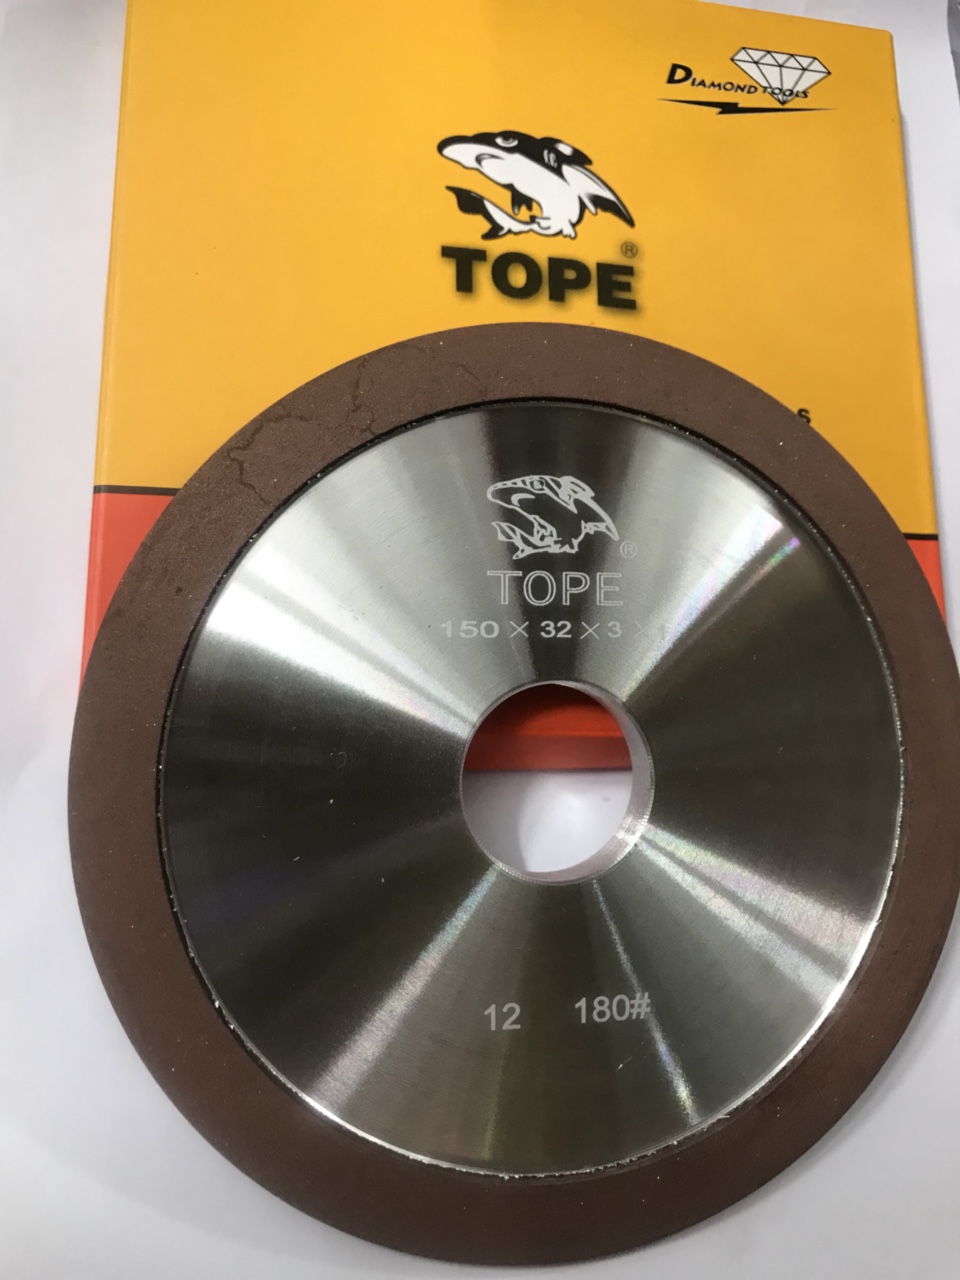 DIAMOND TOOLS
TOPE®
®
TOPE
150 × 32 × 3 ×
12 180#